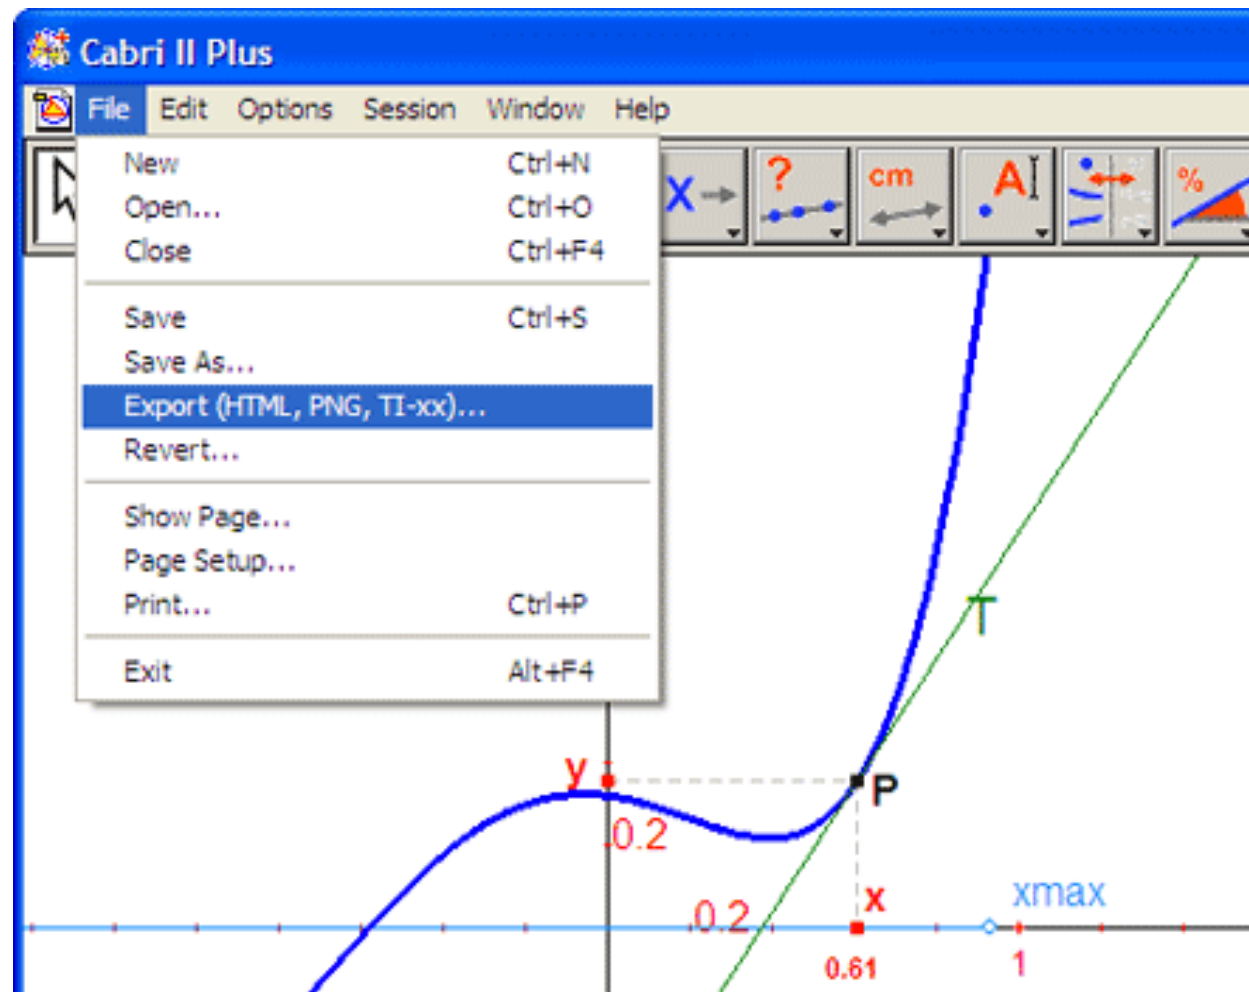 Cabri II Plus
File Edit Options Session Window Help
New Ctrl+N
Open... Ctrl+O
Close Ctrl+F4
Save Ctrl+S
Save As...
Export (HTML, PNG, TI-xx)...
Revert...
Show Page...
Page Setup...
Print... Ctrl+P
Exit Alt+F4
X ? cm A %
T
y P
0.2
0.2 x xmax
0.61 1